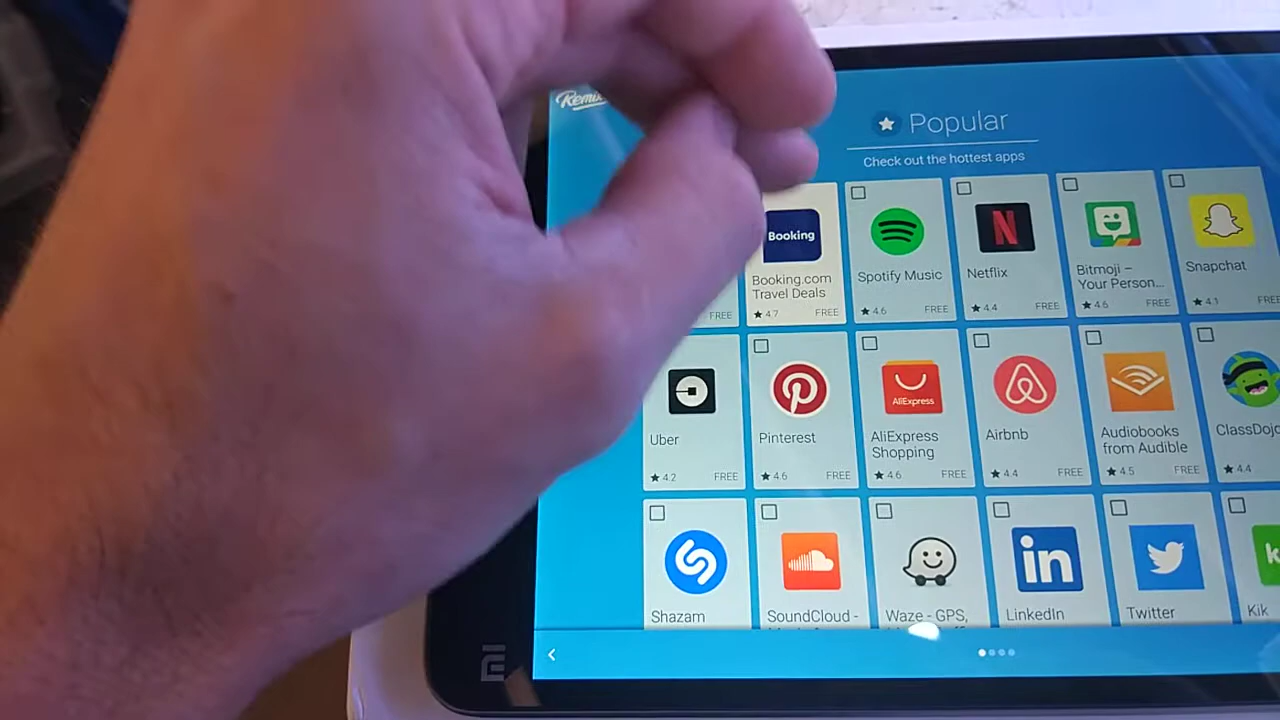 Remix
Popular
Check out the hottest apps
Booking
Booking.com
Travel Deals
4.7 FREE
Spotify Music
4.6 FREE
N
Netflix
4.4 FREE
Bitmoji –
Your Person...
4.6 FREE
Snapchat
4.1 FREE
FREE
Uber
4.2 FREE
Pinterest
4.6 FREE
AliExpress
AliExpress
Shopping
4.6 FREE
Airbnb
4.4 FREE
Audiobooks
from Audible
4.5 FREE
ClassDojo
4.4
Shazam
SoundCloud -
Waze - GPS,
in
LinkedIn
Twitter
k
Kik
mi